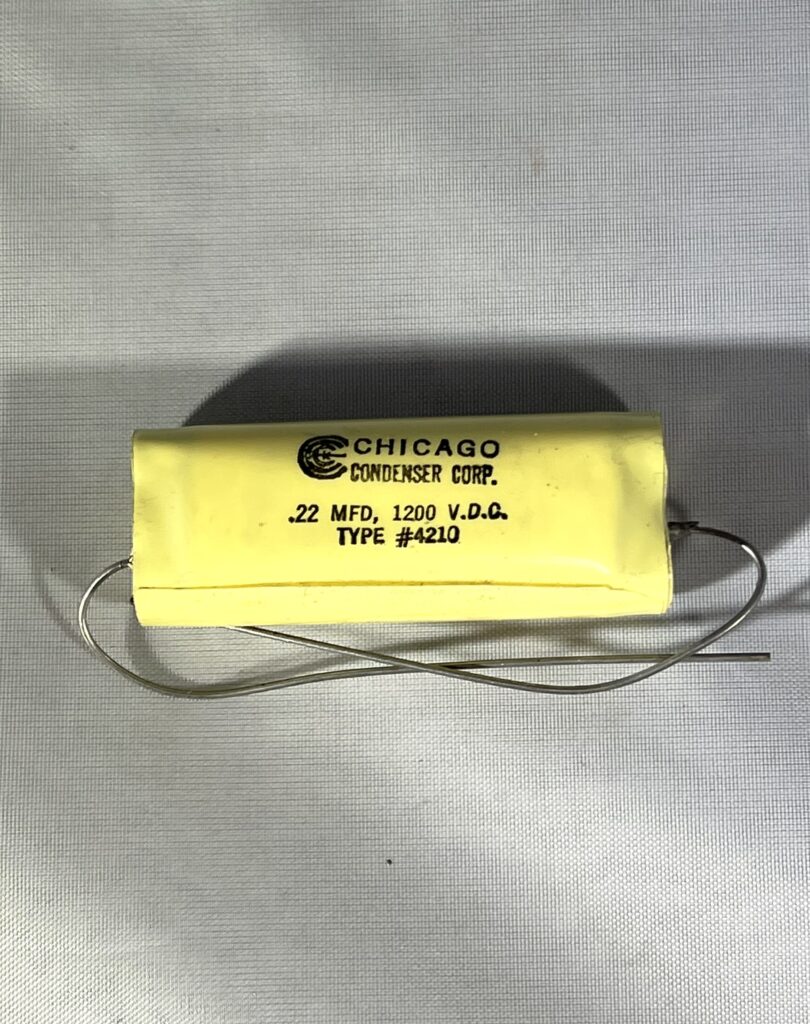 CHICAGO
CONDENSER CORP.
.22 MFD, 1200 V.D.C.
TYPE #4210